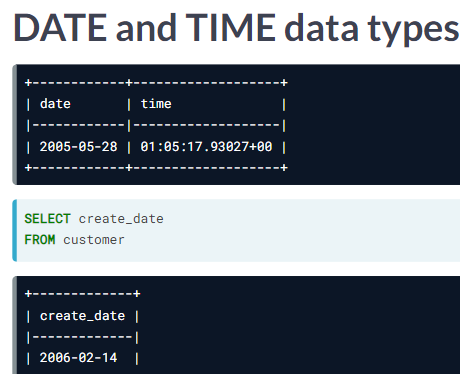 DATE and TIME data types
+------------+-------------------+
| date       | time              |
|------------|-------------------|
| 2005-05-28 | 01:05:17.93027+00 |
+------------+-------------------+
SELECT create_date
FROM customer
+-------------+
| create_date |
|-------------|
| 2006-02-14  |